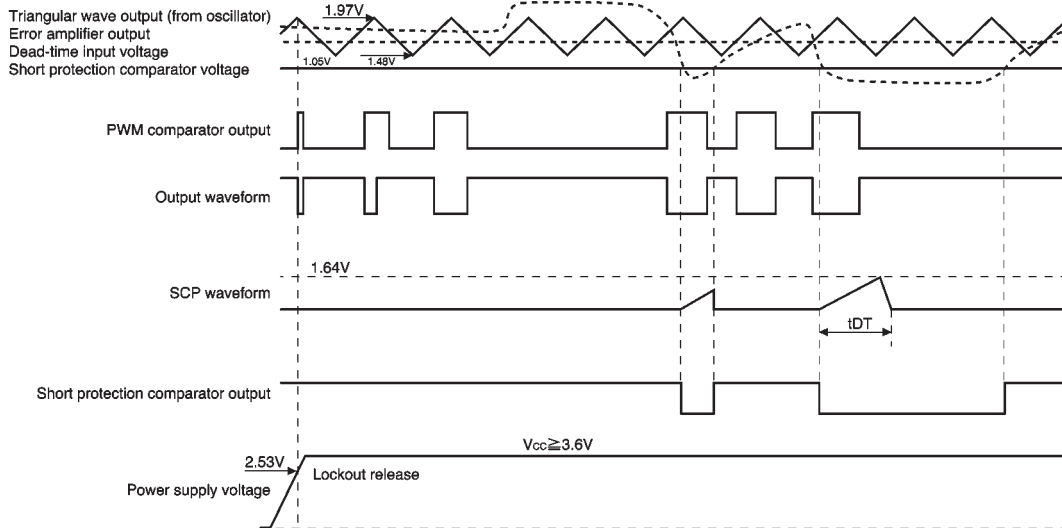 Triangular wave output (from oscillator)
Error amplifier output
Dead-time input voltage
Short protection comparator voltage
1.97V
1.05V
1.48V
PWM comparator output
Output waveform
1.64V
SCP waveform
tDT
Short protection comparator output
VCC≧3.6V
2.53V
Lockout release
Power supply voltage